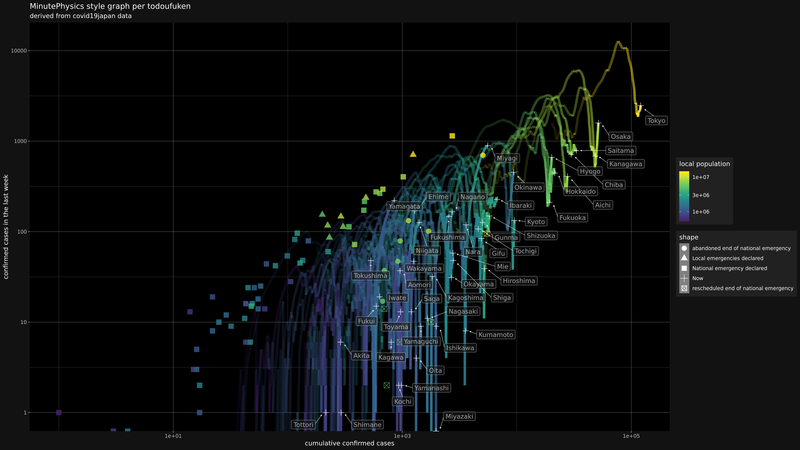 MinutePhysics style graph per todoufuken
derived from covid19japan data
confirmed cases in the last week
10000
1000
100
10
1
1e+01
1e+03
1e+05
cumulative confirmed cases
Tokyo
Osaka
Saitama
Kanagawa
Miyagi
Hyogo
Chiba
Okinawa
Hokkaido
Aichi
Ehime
Nagano
Yamagata
Ibaraki
Fukuoka
Kyoto
Fukushima
Gunma
Shizuoka
Niigata
Nara
Gifu
Tochigi
Tokushima
Wakayama
Mie
Aomori
Okayama
Hiroshima
Iwate
Saga
Kagoshima
Shiga
Nagasaki
Fukui
Toyama
Kumamoto
Yamaguchi
Ishikawa
Akita
Kagawa
Oita
Yamanashi
Kochi
Miyazaki
Tottori
Shimane
local population
1e+07
3e+06
1e+06
shape
abandoned end of national emergency
Local emergencies declared
National emergency declared
Now
rescheduled end of national emergency